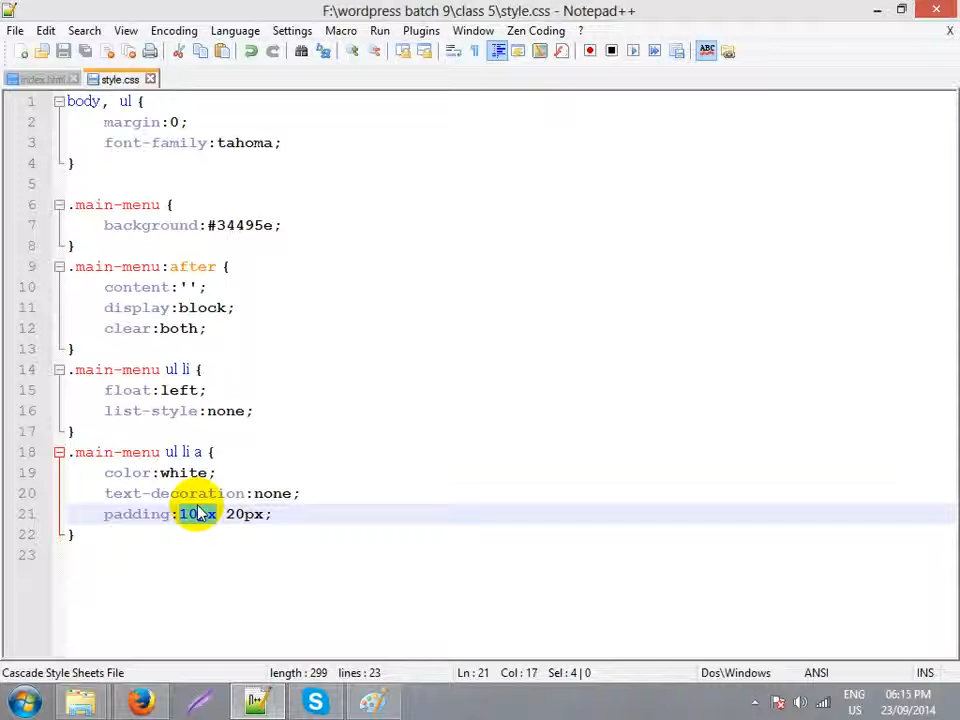 F:\wordpress batch 9\class 5\style.css - Notepad++
File Edit Search View Encoding Language Settings Macro Run Plugins Window Zen Coding ? X
index.html style.css
1 body, ul {
2 margin:0;
3 font-family:tahoma;
4 }
5
6 .main-menu {
7 background:#34495e;
8 }
9 .main-menu:after {
10 content:'';
11 display:block;
12 clear:both;
13 }
14 .main-menu ul li {
15 float:left;
16 list-style:none;
17 }
18 .main-menu ul li a {
19 color:white;
20 text-decoration:none;
21 padding:10px 20px;
22 }
23
Cascade Style Sheets File length : 299 lines : 23 Ln : 21 Col : 17 Sel : 4 | 0 Dos\Windows ANSI INS
ENG 06:15 PM
US 23/09/2014